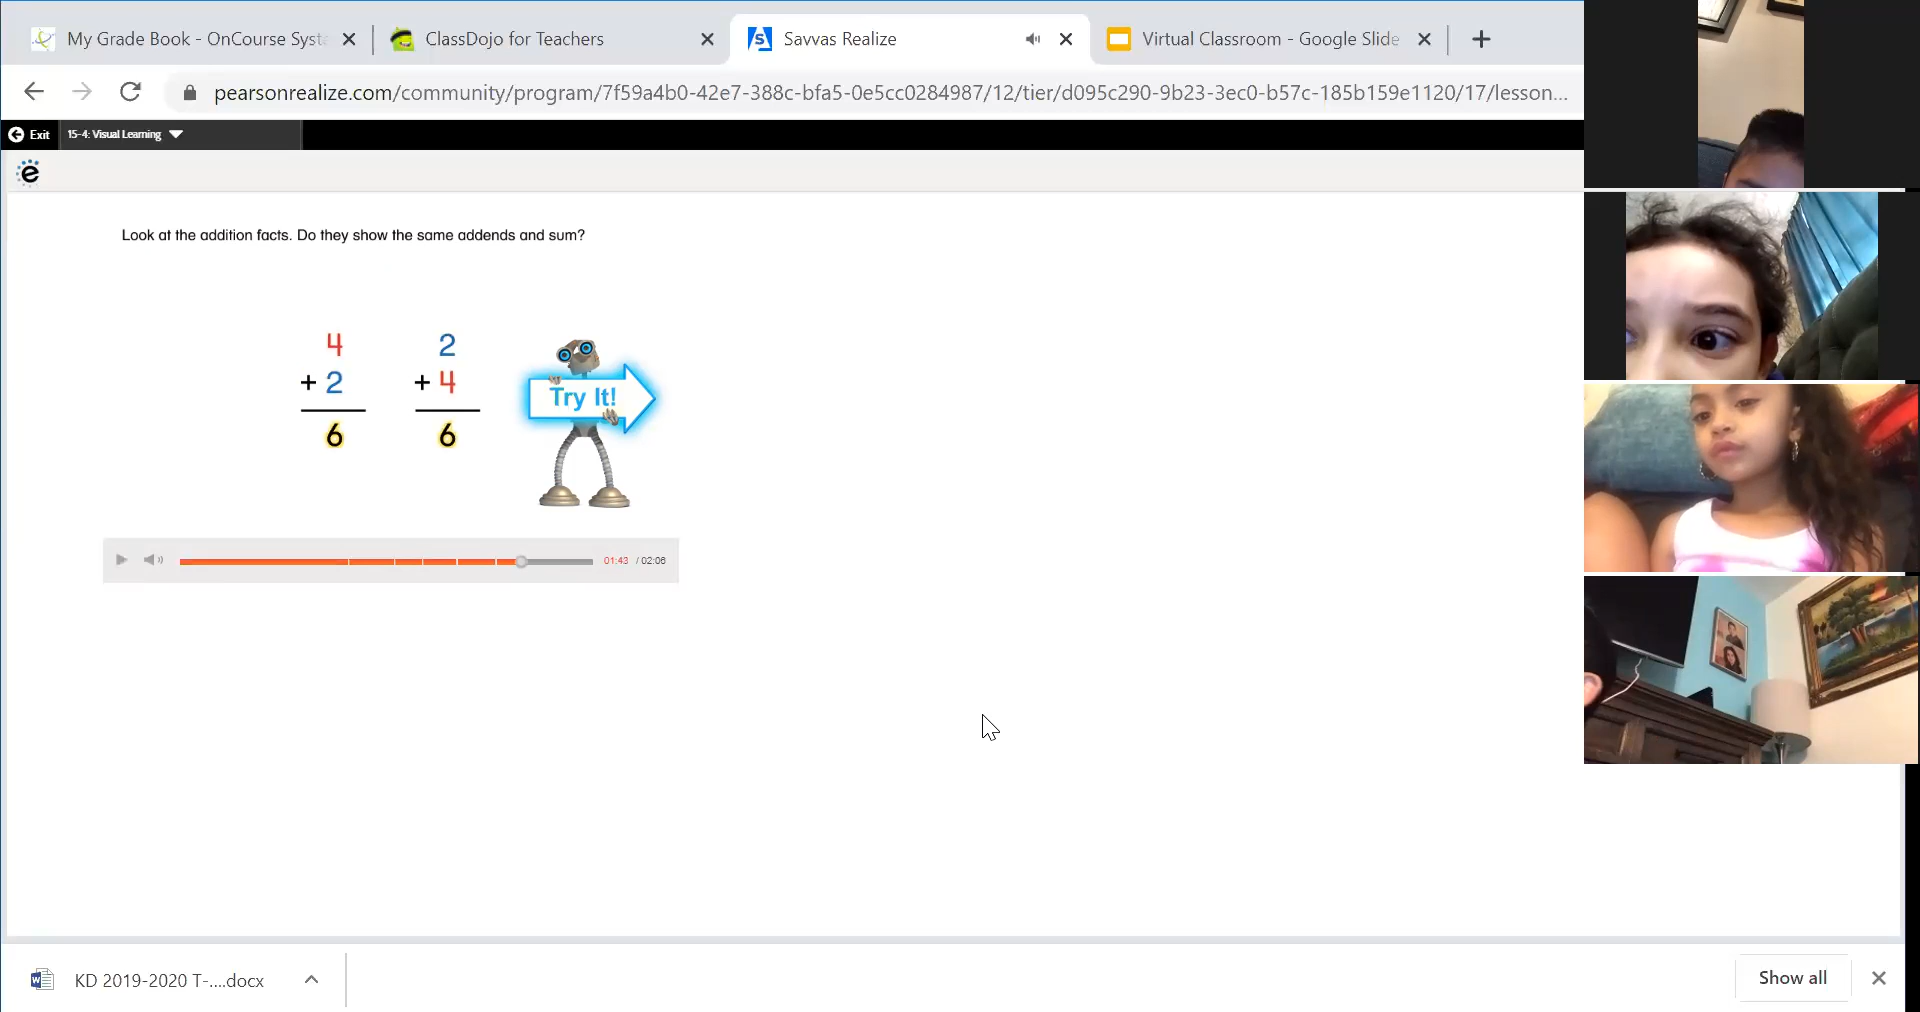 My Grade Book - OnCourse Syste
ClassDojo for Teachers
Savvas Realize
Virtual Classroom - Google Slide
pearsonrealize.com/community/program/7f59a4b0-42e7-388c-bfa5-0e5cc0284987/12/tier/d095c290-9b23-3ec0-b57c-185b159e1120/17/lesson...
Exit
15-4: Visual Learning
e
Look at the addition facts. Do they show the same addends and sum?
4 2
+ 2 + 4
6 6
Try It!
01:43 / 02:06
KD 2019-2020 T-....docx
Show all